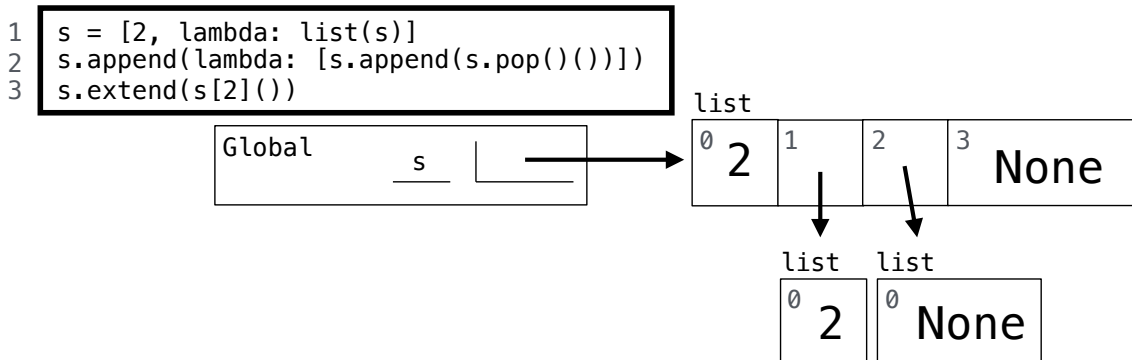 1 s = [2, lambda: list(s)]
2 s.append(lambda: [s.append(s.pop()())])
3 s.extend(s[2]())
list
Global s 0 2 1 2 3 None
list list
0 2 0 None